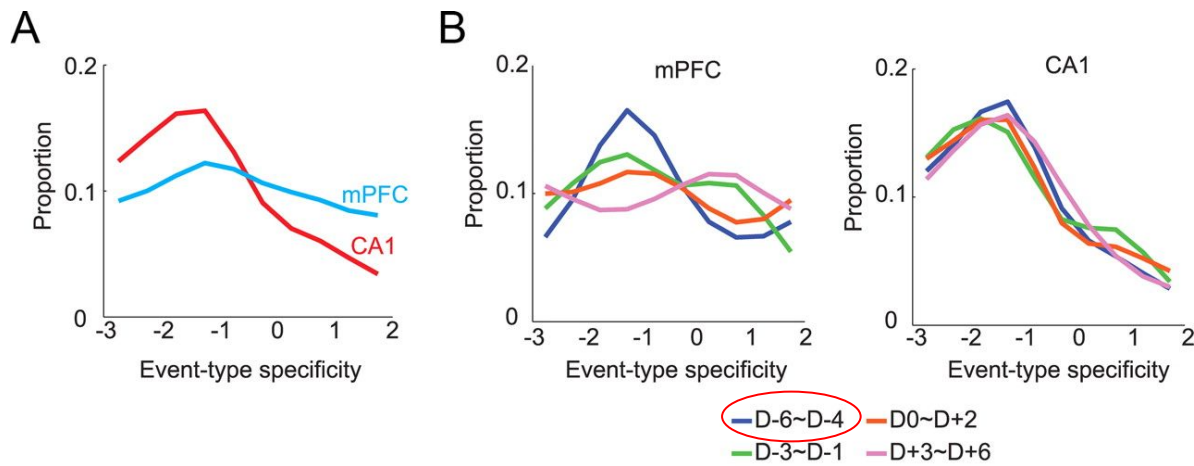 A
B
0.2
0.1
0
Proportion
mPFC
CA1
-3 -2 -1 0 1 2
Event-type specificity
mPFC
0.2
0.1
0
Proportion
-3 -2 -1 0 1 2
Event-type specificity
CA1
0.2
0.1
0
Proportion
-3 -2 -1 0 1 2
Event-type specificity
D-6~D-4 D0~D+2
D-3~D-1 D+3~D+6